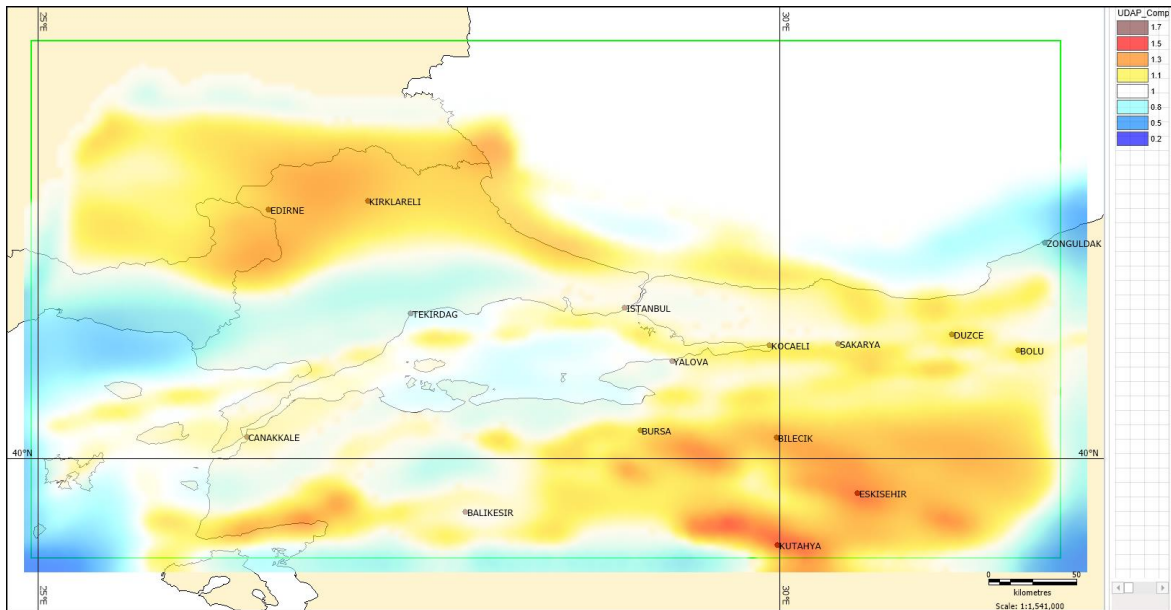 25°E
30°E
UDAP_Comp
1.7
1.5
1.3
1.1
1
0.8
0.5
0.2
KIRKLARELI
EDIRNE
ZONGULDAK
ISTANBUL
TEKIRDAG
DUZCE
KOCAELI
SAKARYA
BOLU
YALOVA
BURSA
CANAKKALE
BILECIK
40°N
40°N
ESKISEHIR
BALIKESIR
KUTAHYA
25°E
30°E
0
50
kilometres
Scale: 1:1,541,000